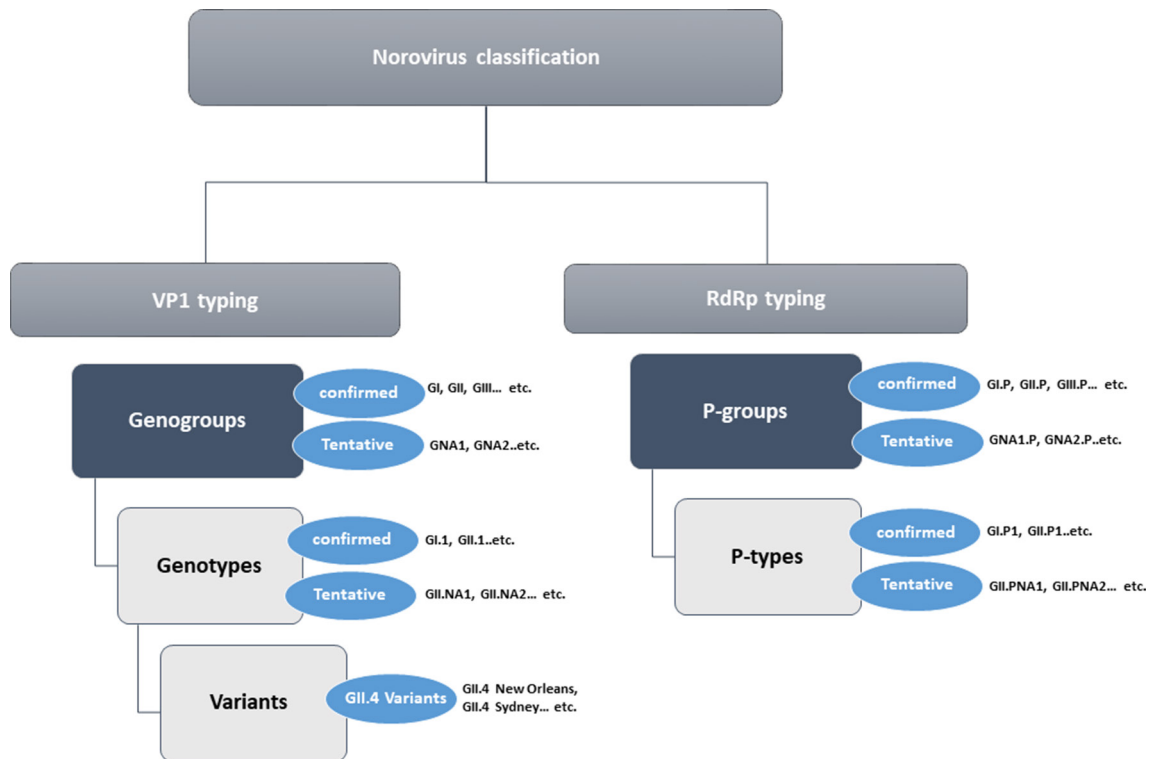 Norovirus classification
VP1 typing
RdRp typing
Genogroups
confirmed
GI, GII, GIII... etc.
Tentative
GNA1, GNA2..etc.
Genotypes
confirmed
GI.1, GII.1..etc.
Tentative
GII.NA1, GII.NA2... etc.
Variants
GII.4 Variants
GII.4 New Orleans,
GII.4 Sydney... etc.
P-groups
confirmed
GI.P, GII.P, GIII.P... etc.
Tentative
GNA1.P, GNA2.P..etc.
P-types
confirmed
GI.P1, GII.P1..etc.
Tentative
GII.PNA1, GII.PNA2... etc.